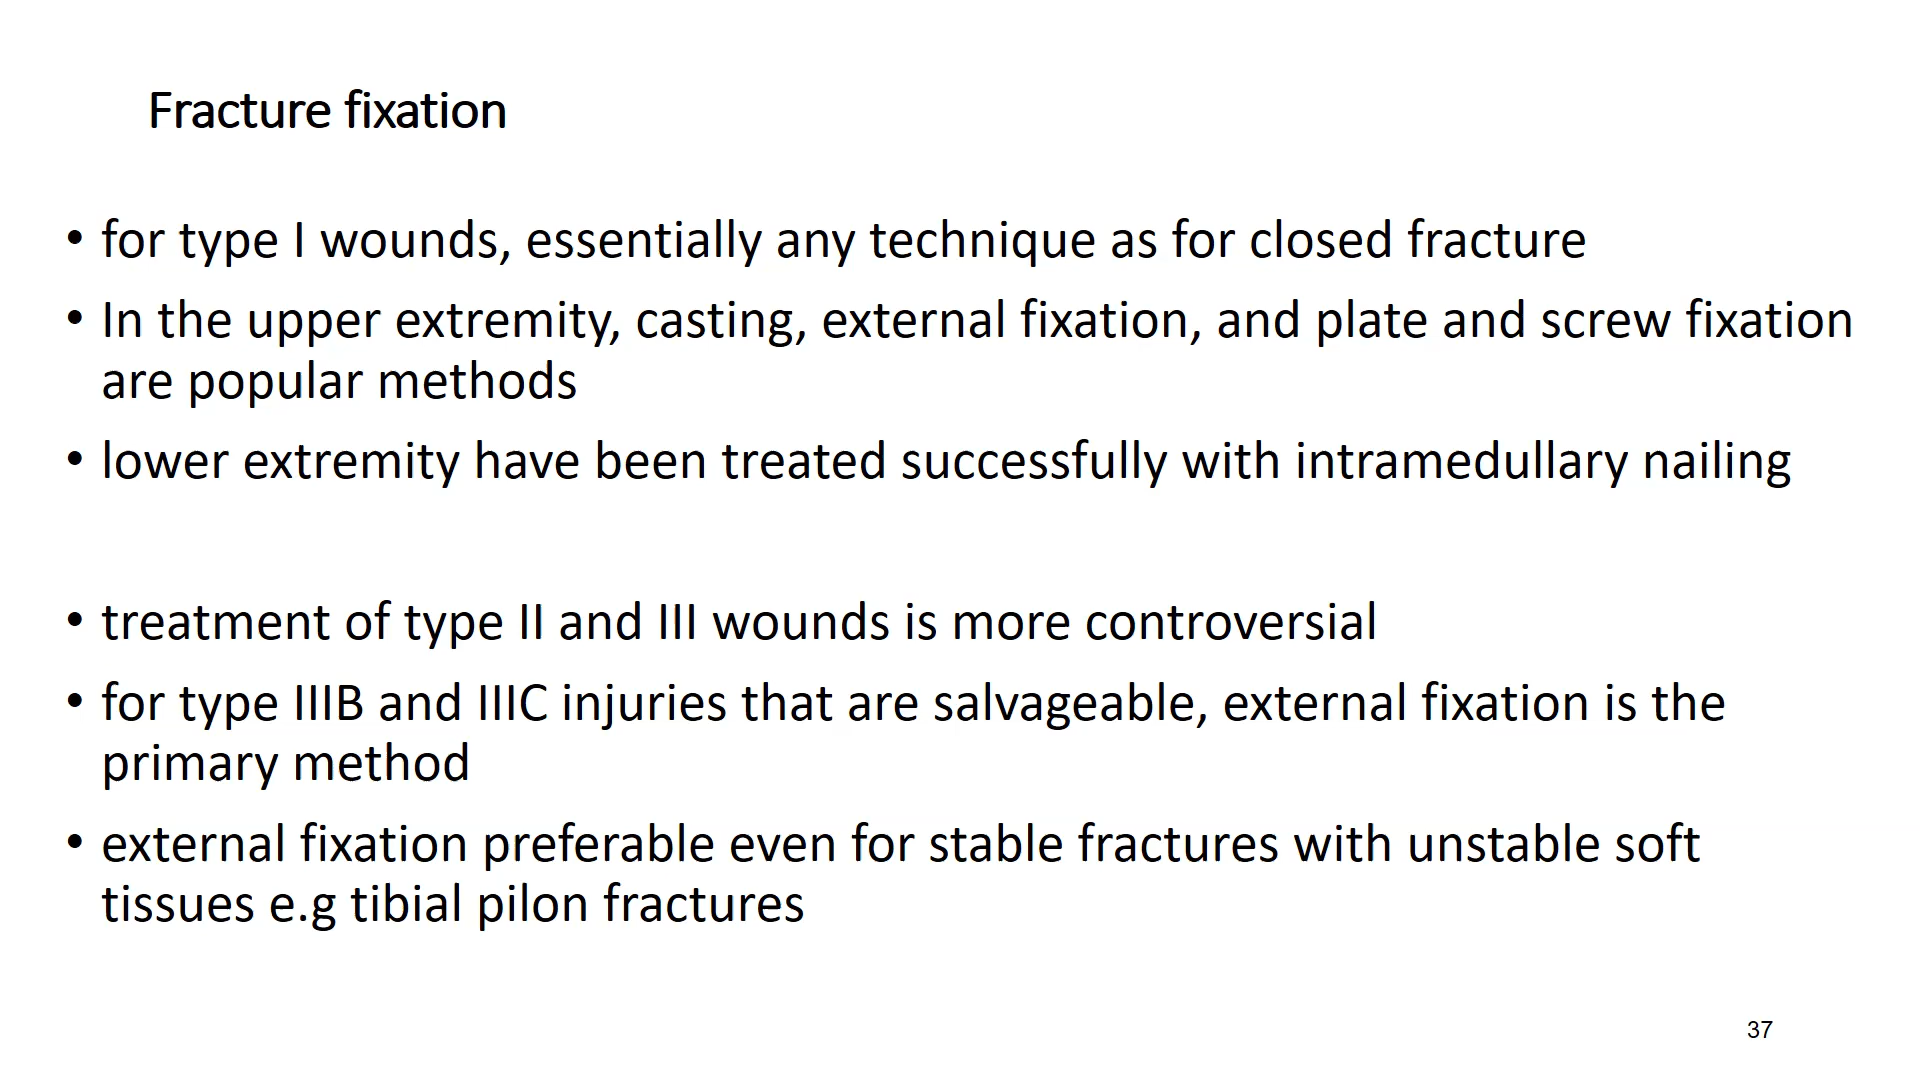 Fracture fixation
• for type I wounds, essentially any technique as for closed fracture
• In the upper extremity, casting, external fixation, and plate and screw fixation
are popular methods
• lower extremity have been treated successfully with intramedullary nailing
• treatment of type II and III wounds is more controversial
• for type IIIB and IIIC injuries that are salvageable, external fixation is the
primary method
• external fixation preferable even for stable fractures with unstable soft
tissues e.g tibial pilon fractures
37